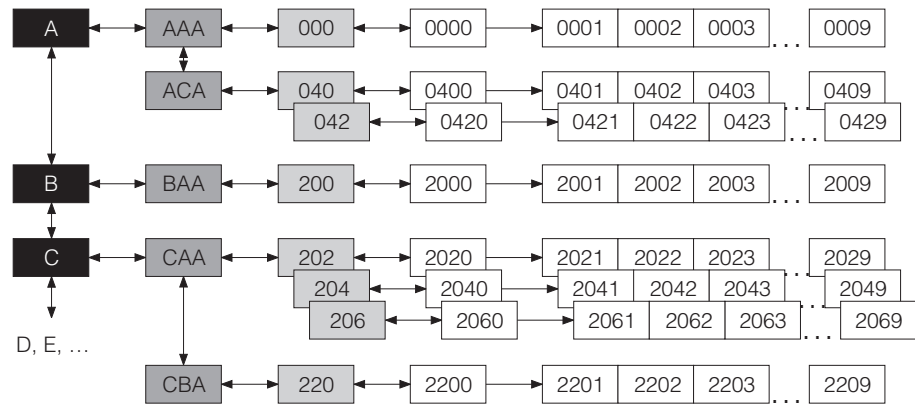 A AAA 000 0000 0001 0002 0003 ... 0009
ACA 040 0400 0401 0402 0403 ... 0409
042 0420 0421 0422 0423 ... 0429
B BAA 200 2000 2001 2002 2003 ... 2009
C CAA 202 2020 2021 2022 2023 ... 2029
204 2040 2041 2042 2043 ... 2049
206 2060 2061 2062 2063 ... 2069
D, E, ...
CBA 220 2200 2201 2202 2203 ... 2209